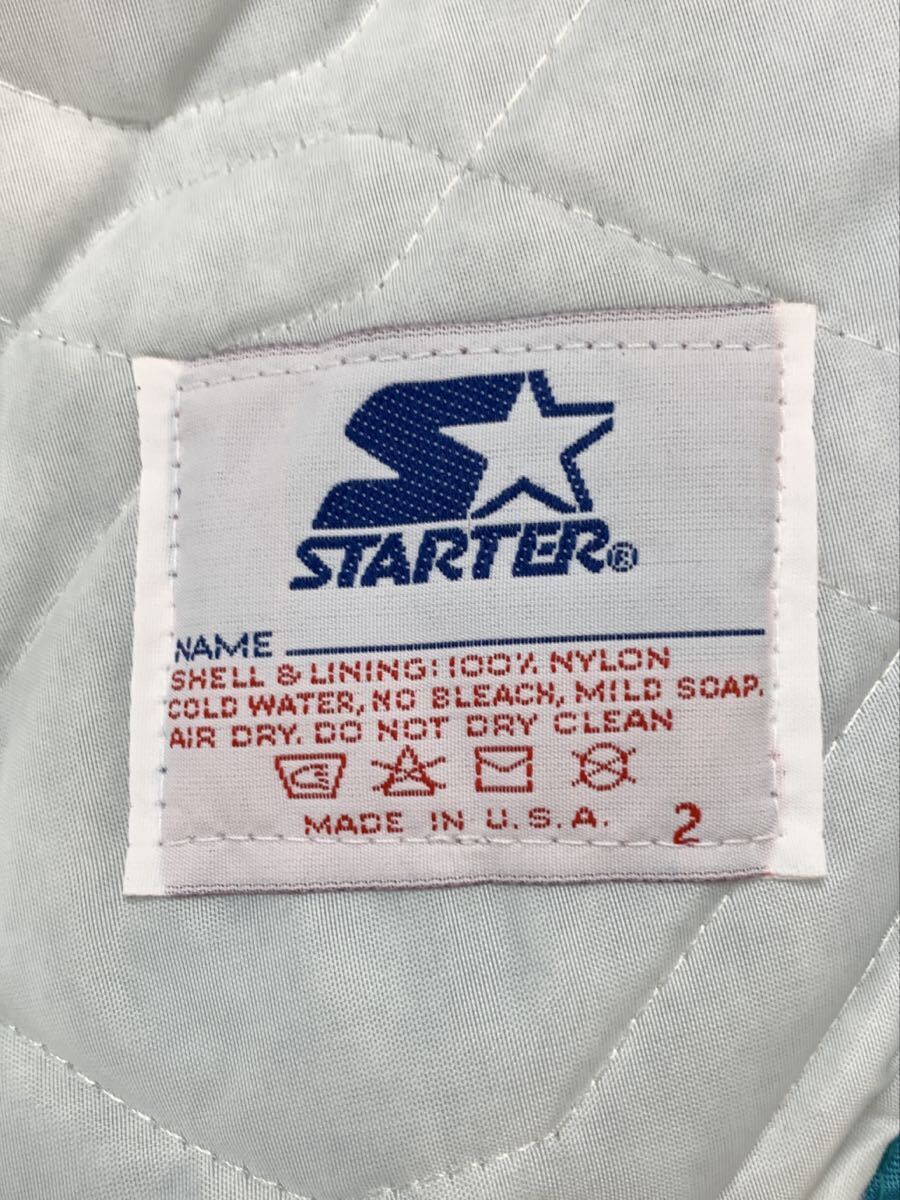 STARTER®
NAME
SHELL & LINING: 100% NYLON
COLD WATER, NO BLEACH, MILD SOAP.
AIR DRY. DO NOT DRY CLEAN
MADE IN U.S.A. 2